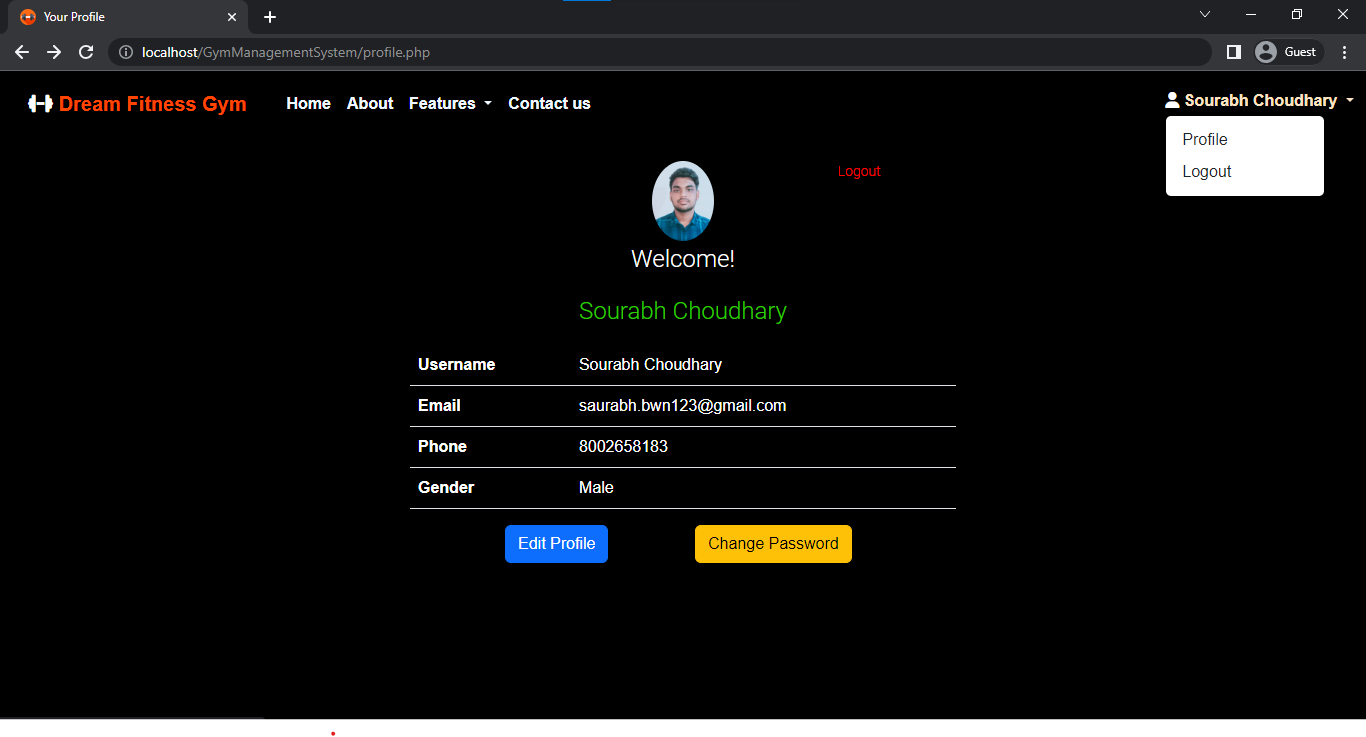 Your Profile
localhost/GymManagementSystem/profile.php
Guest
Dream Fitness Gym Home About Features Contact us Sourabh Choudhary
Profile
Logout
Logout
Welcome!
Sourabh Choudhary
Username Sourabh Choudhary
Email saurabh.bwn123@gmail.com
Phone 8002658183
Gender Male
Edit Profile Change Password